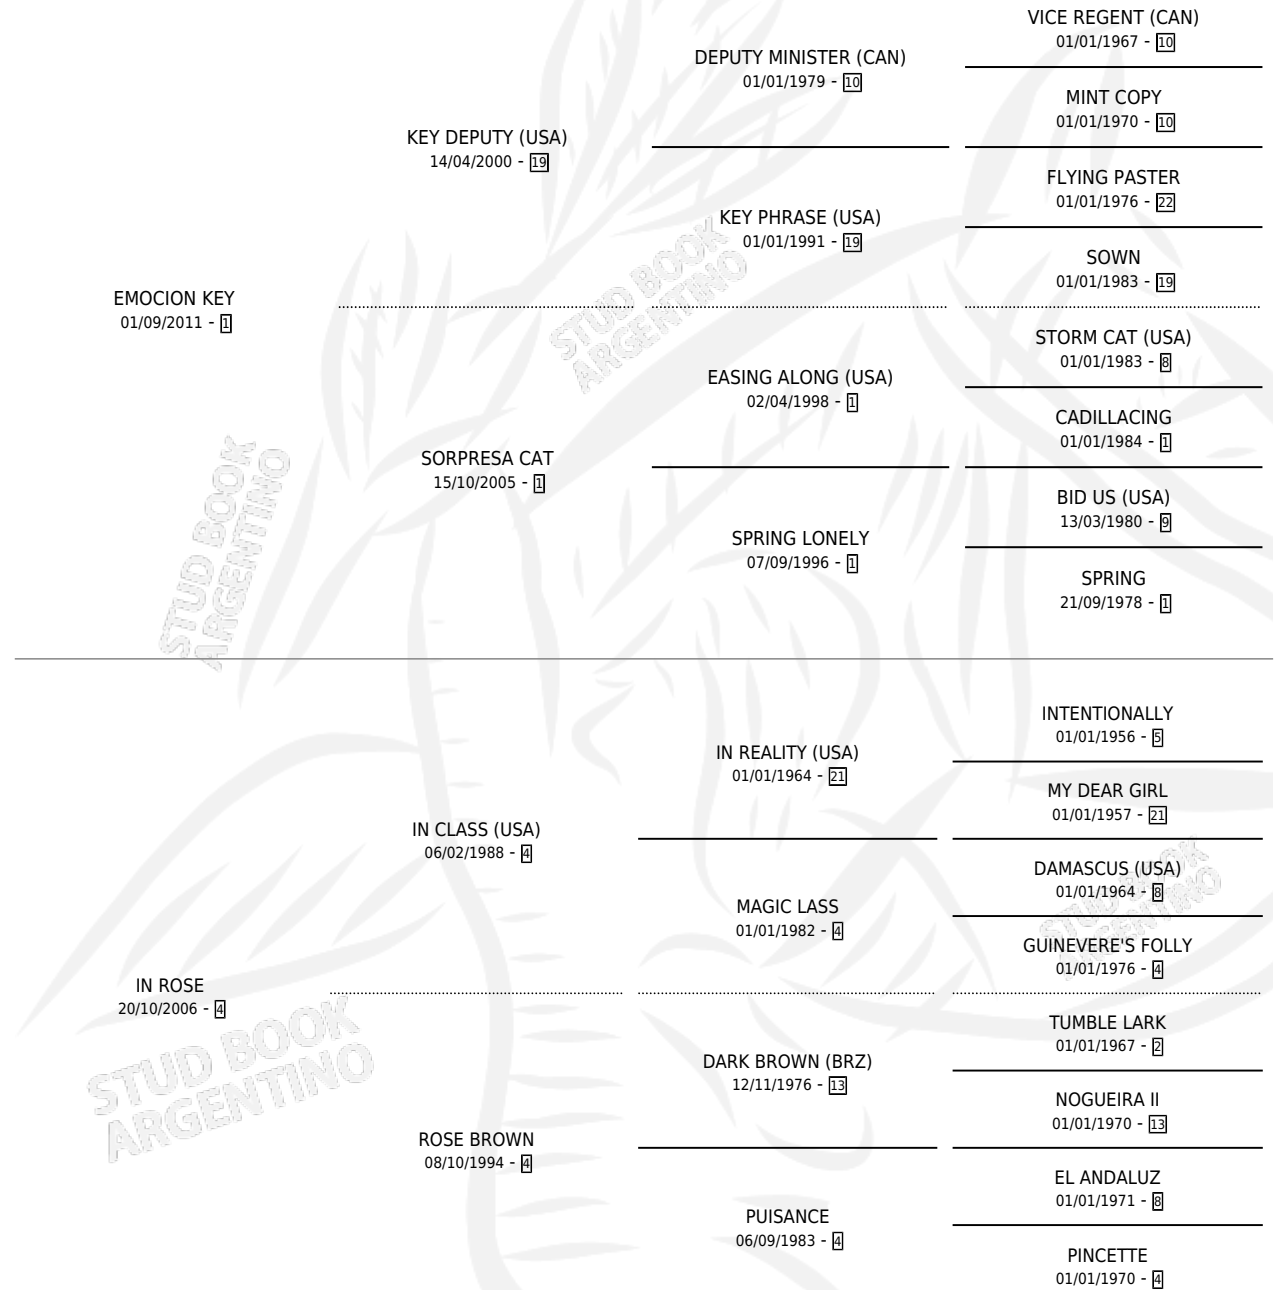 VICE REGENT (CAN)
01/01/1967 - 10
DEPUTY MINISTER (CAN)
01/01/1979 - 10
MINT COPY
01/01/1970 - 10
KEY DEPUTY (USA)
14/04/2000 - 19
FLYING PASTER
01/01/1976 - 22
KEY PHRASE (USA)
01/01/1991 - 19
SOWN
01/01/1983 - 19
EMOCION KEY
01/09/2011 - 1
STORM CAT (USA)
01/01/1983 - 8
EASING ALONG (USA)
02/04/1998 - 1
CADILLACING
01/01/1984 - 1
SORPRESA CAT
15/10/2005 - 1
BID US (USA)
13/03/1980 - 9
SPRING LONELY
07/09/1996 - 1
SPRING
21/09/1978 - 1
STUD BOOK
ARGENTINO
STUD BOOK
ARGENTINO
INTENTIONALLY
01/01/1956 - 5
IN REALITY (USA)
01/01/1964 - 21
MY DEAR GIRL
01/01/1957 - 21
IN CLASS (USA)
06/02/1988 - 4
DAMASCUS (USA)
01/01/1964 - 8
MAGIC LASS
01/01/1982 - 4
GUINEVERE'S FOLLY
01/01/1976 - 4
IN ROSE
20/10/2006 - 4
TUMBLE LARK
01/01/1967 - 2
DARK BROWN (BRZ)
12/11/1976 - 13
NOGUEIRA II
01/01/1970 - 13
ROSE BROWN
08/10/1994 - 4
EL ANDALUZ
01/01/1971 - 8
PUISANCE
06/09/1983 - 4
PINCETTE
01/01/1970 - 4
STUD BOOK
ARGENTINO
STUD BOOK
ARGENTINO